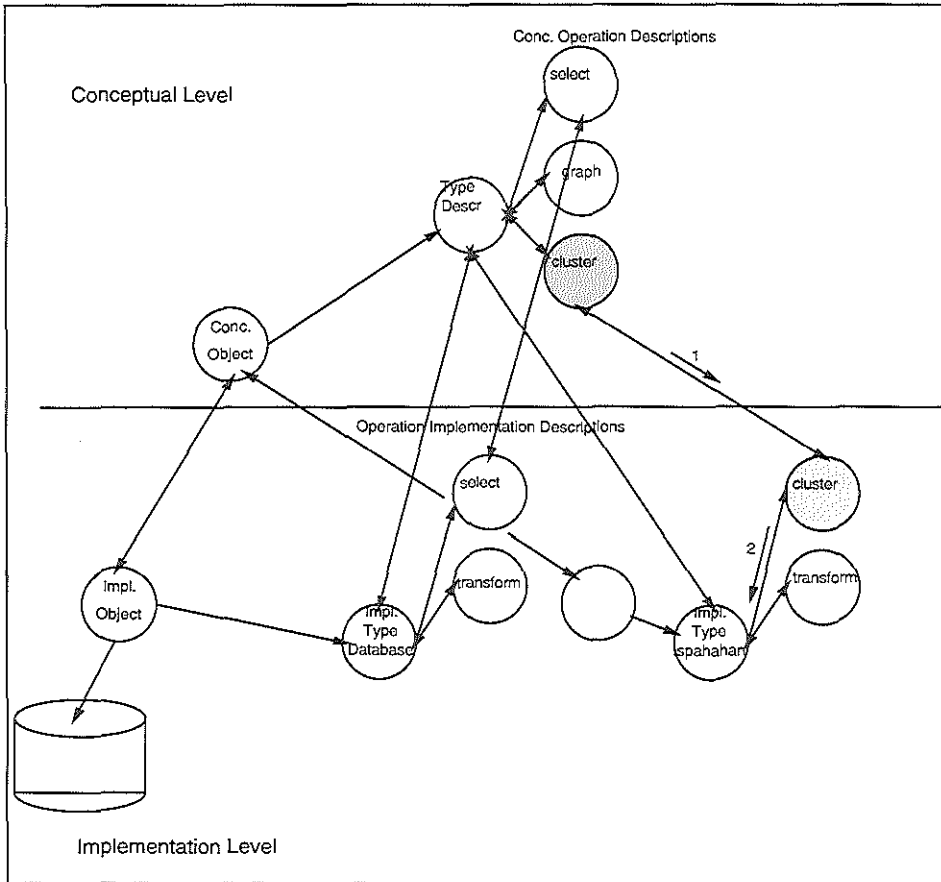 Conc. Operation Descriptions
select
Conceptual Level
graph
Type
Descr
cluster
Conc.
Object
1
Operation Implementation Descriptions
select
cluster
2
Impl.
Object
transform
transform
Impl.
Type
Database
Impl.
Type
spahahan
Implementation Level